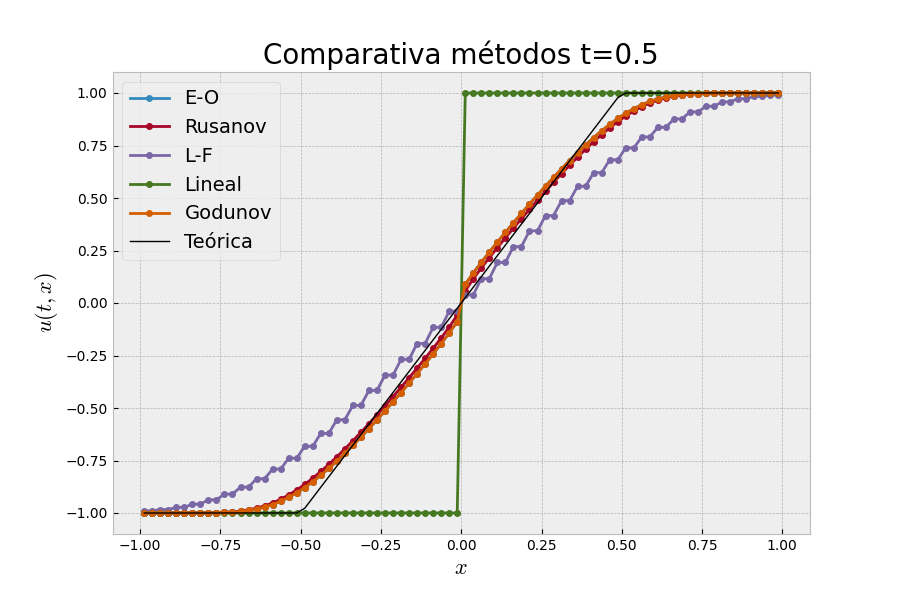 Comparativa métodos t=0.5
E-O
Rusanov
L-F
Lineal
Godunov
Teórica
1.00
0.75
0.50
0.25
0.00
−0.25
−0.50
−0.75
−1.00
u(t, x)
−1.00 −0.75 −0.50 −0.25 0.00 0.25 0.50 0.75 1.00
x